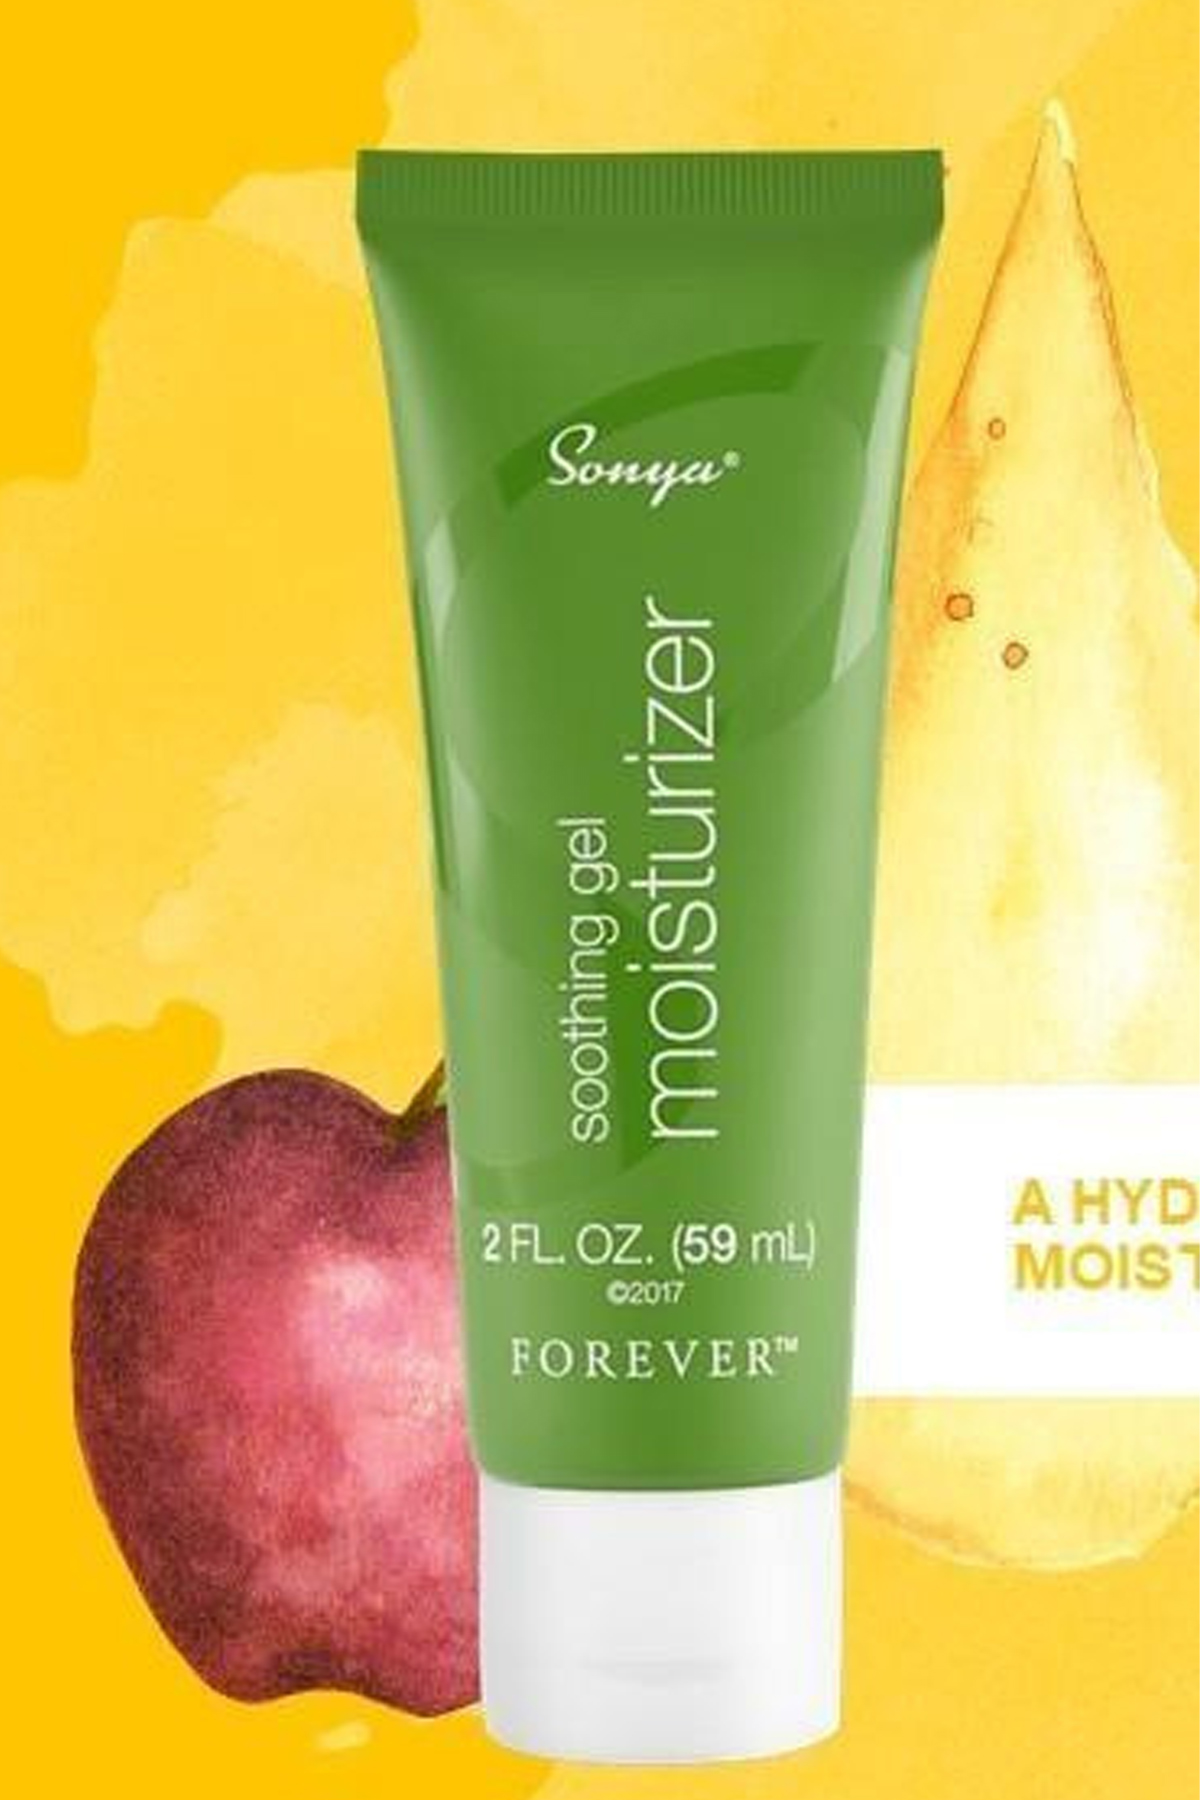 Sonya®
soothing gel
moisturizer
2 FL. OZ. (59 mL)
©2017
FOREVER™
A HYD
MOIST